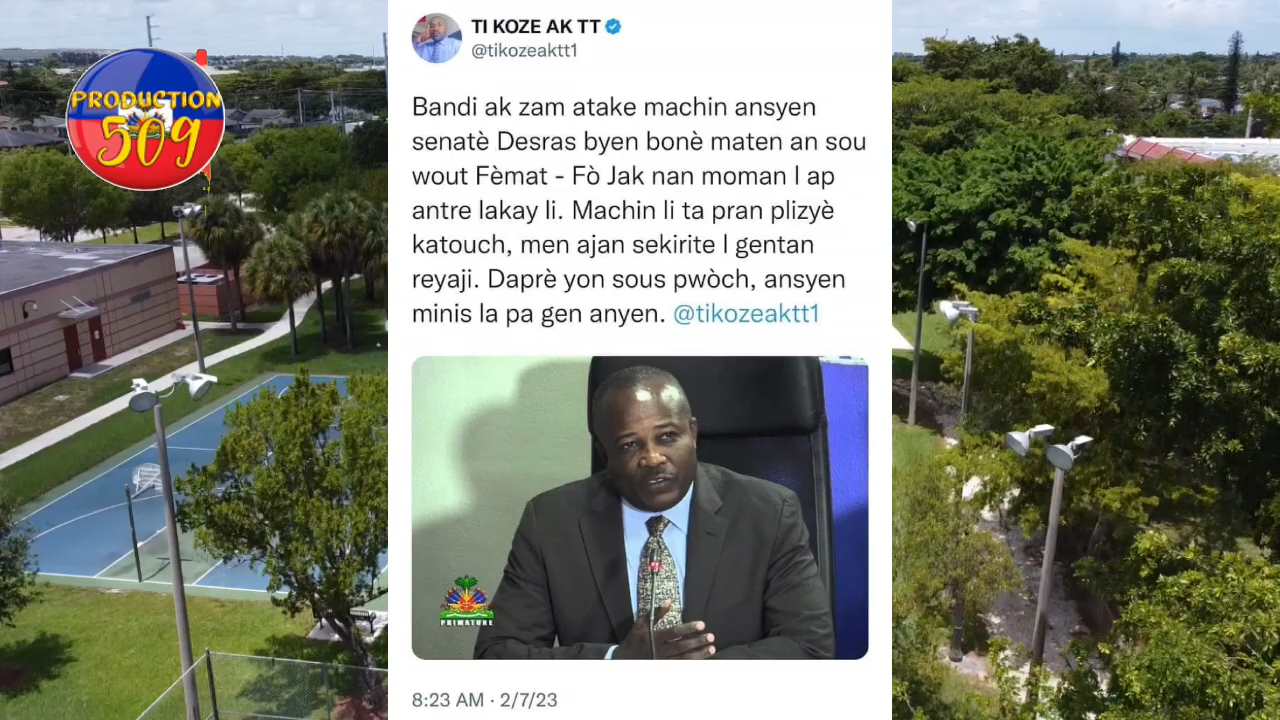 PRODUCTION
509
TI KOZE AK TT
@tikozeaktt1
Bandi ak zam atake machin ansyen
senatè Desras byen bonè maten an sou
wout Fèmat - Fò Jak nan moman l ap
antre lakay li. Machin li ta pran plizyè
katouch, men ajan sekirite l gentan
reyaji. Daprè yon sous pwòch, ansyen
minis la pa gen anyen. @tikozeaktt1
PRIMATURE
8:23 AM · 2/7/23